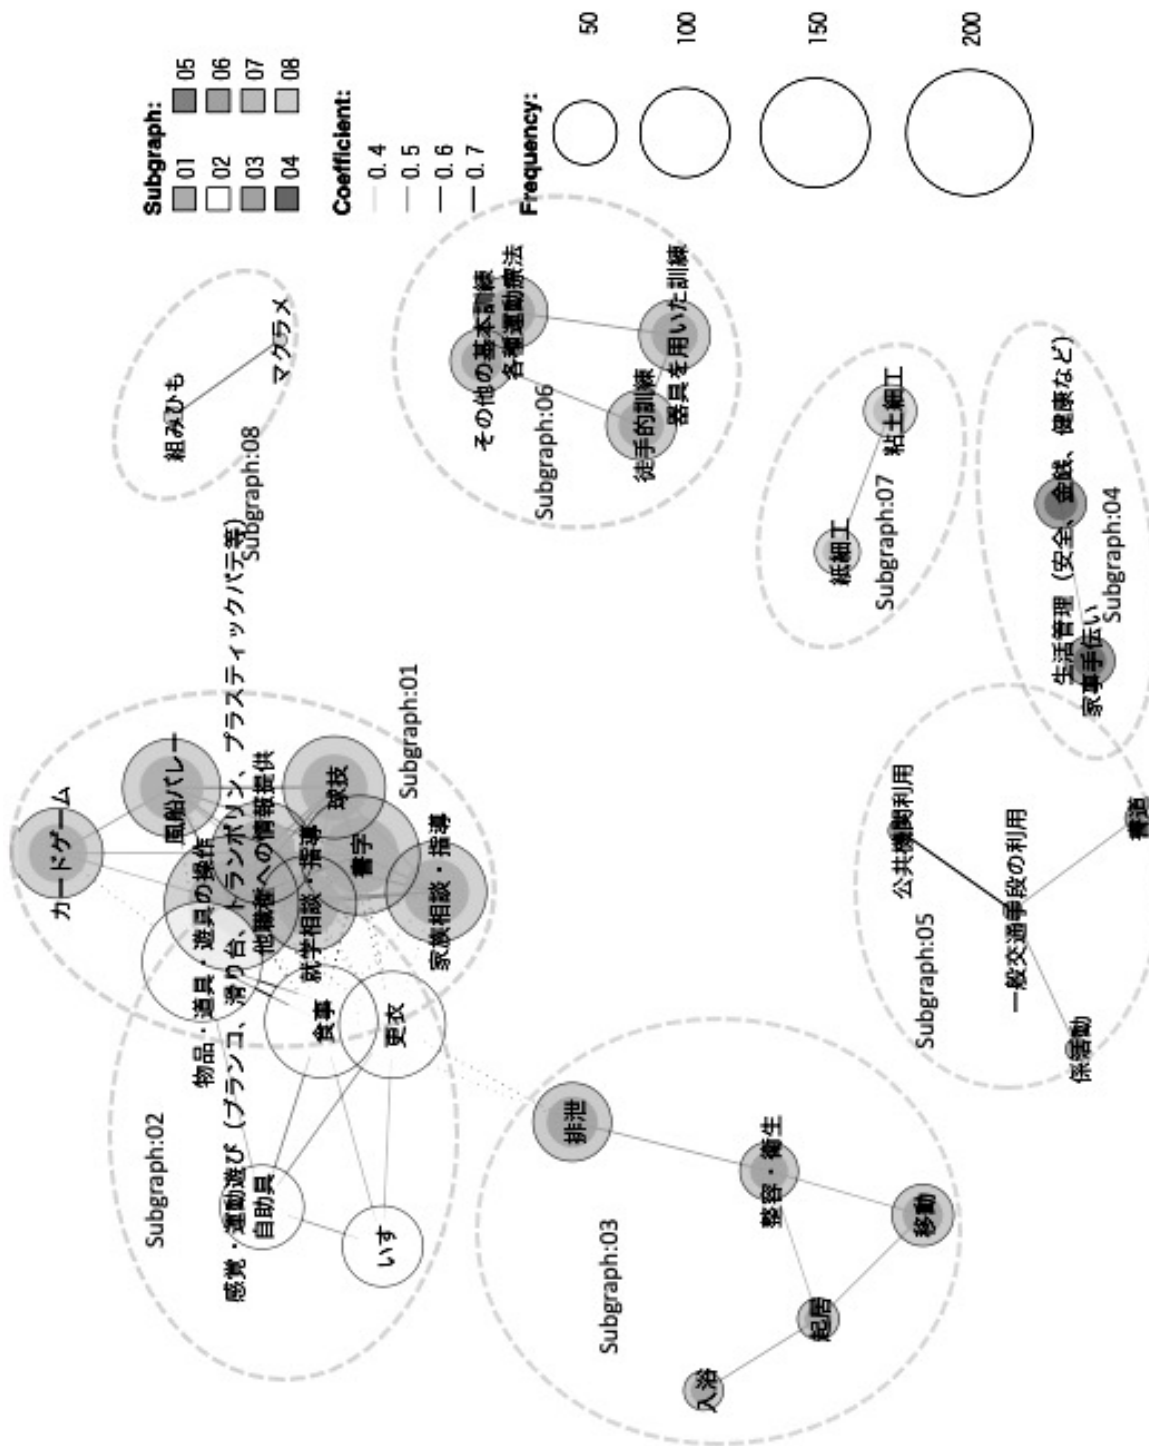 カードゲーム
風船バレー
物品・道具・遊具の操作
感覚・運動遊び（ブランコ、滑り台、トランポリン、プラスティックパテ等）
他職種への情報提供
球技
就学相談・指導
書字
家族相談・指導
Subgraph:01
Subgraph:02
自助具
食事
更衣
いす
Subgraph:03
排泄
整容・衛生
移動
起居
入浴
組みひも
マクラメ
Subgraph:08
その他の基本訓練
各種運動療法
徒手的訓練
器具を用いた訓練
Subgraph:06
紙細工
粘土細工
Subgraph:07
生活管理（安全、金銭、健康など）
家事手伝い
Subgraph:04
公共機関利用
一般交通手段の利用
書道
係活動
Subgraph:05
Subgraph:
01 05
02 06
03 07
04 08
Coefficient:
0.4
0.5
0.6
0.7
Frequency:
50
100
150
200